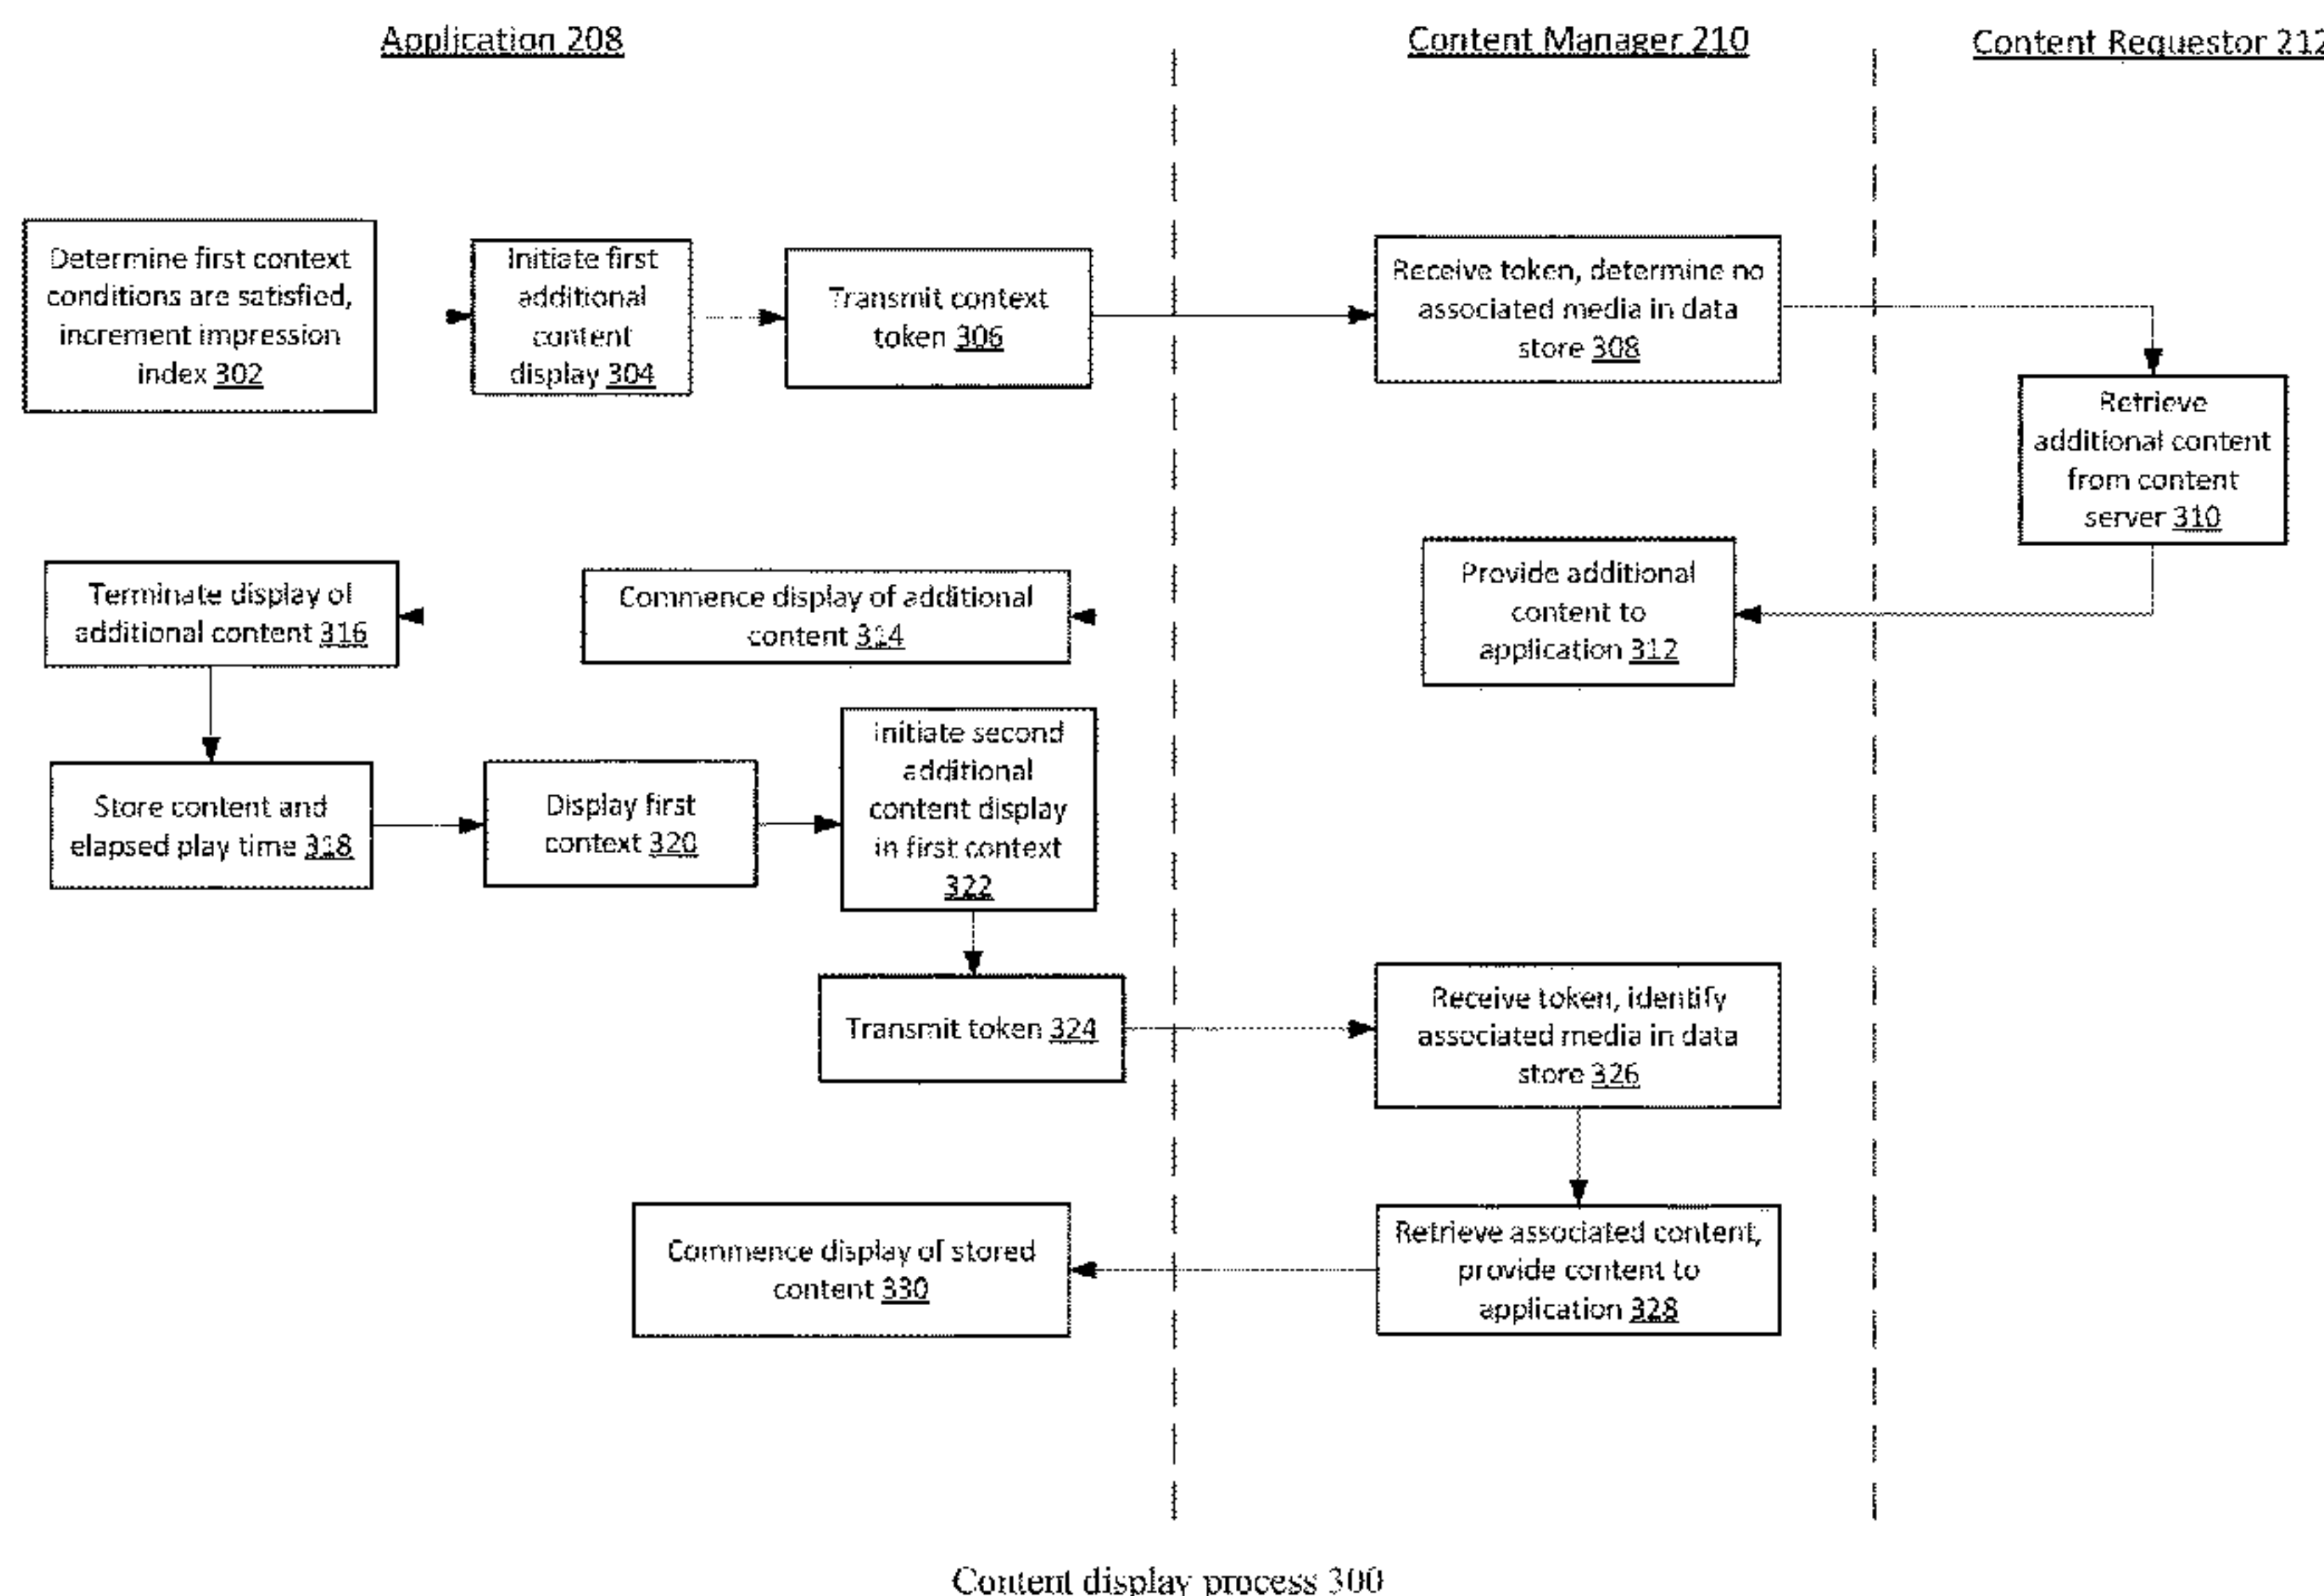 Application 208
Content Manager 210
Content Requestor 212
Determine first context
conditions are satisfied,
increment impression
index 302
Initiate first
additional
content
display 304
Transmit context
token 306
Receive token, determine no
associated media in data
store 308
Retrieve
additional content
from content
server 310
Terminate display of
additional content 316
Commence display of additional
content 314
Provide additional
content to
application 312
Store content and
elapsed play time 318
Display first
context 320
Initiate second
additional
content display
in first context
322
Transmit token 324
Receive token, identify
associated media in data
store 326
Commence display of stored
content 330
Retrieve associated content,
provide content to
application 328
Content display process 300